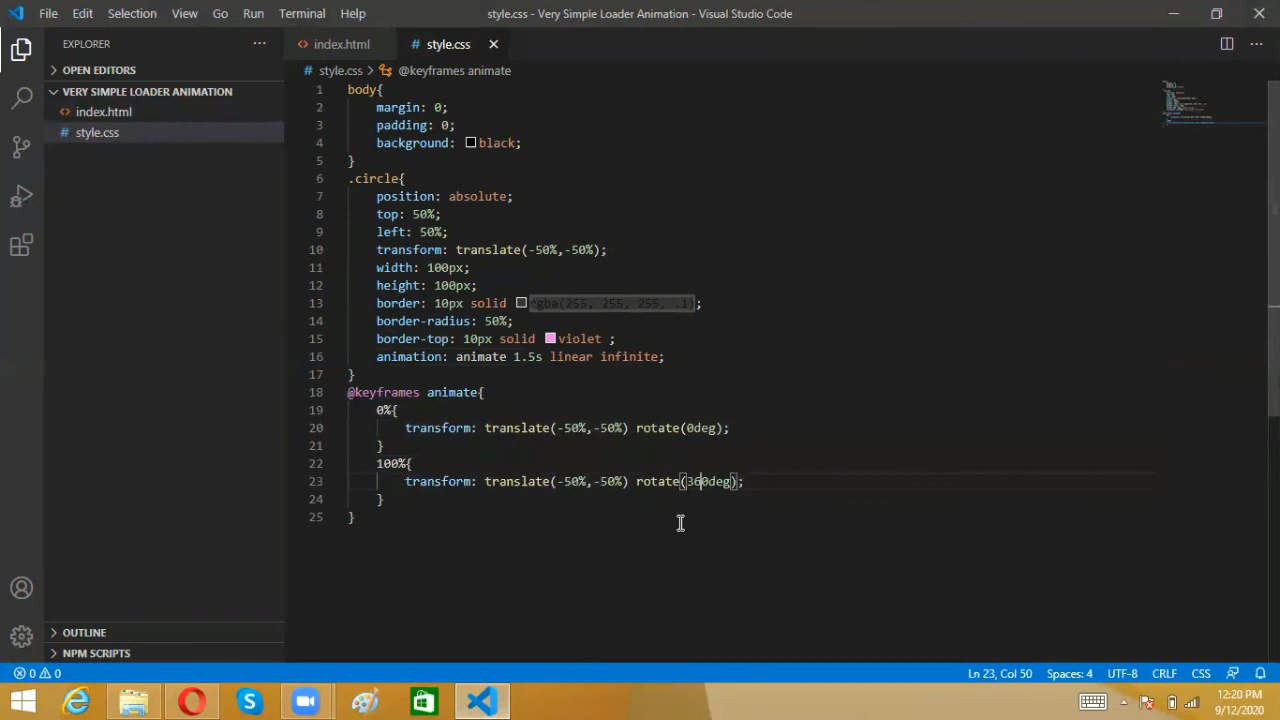 File Edit Selection View Go Run Terminal Help
style.css - Very Simple Loader Animation - Visual Studio Code
EXPLORER
index.html
# style.css
OPEN EDITORS
style.css > @keyframes animate
VERY SIMPLE LOADER ANIMATION
index.html
# style.css
1 body{
2 margin: 0;
3 padding: 0;
4 background: black;
5 }
6 .circle{
7 position: absolute;
8 top: 50%;
9 left: 50%;
10 transform: translate(-50%,-50%);
11 width: 100px;
12 height: 100px;
13 border: 10px solid rgba(255, 255, 255, .1);
14 border-radius: 50%;
15 border-top: 10px solid violet ;
16 animation: animate 1.5s linear infinite;
17 }
18 @keyframes animate{
19 0%{
20 transform: translate(-50%,-50%) rotate(0deg);
21 }
22 100%{
23 transform: translate(-50%,-50%) rotate(360deg);
24 }
25 }
OUTLINE
NPM SCRIPTS
0 0
Ln 23, Col 50 Spaces: 4 UTF-8 CRLF CSS
12:20 PM
9/12/2020